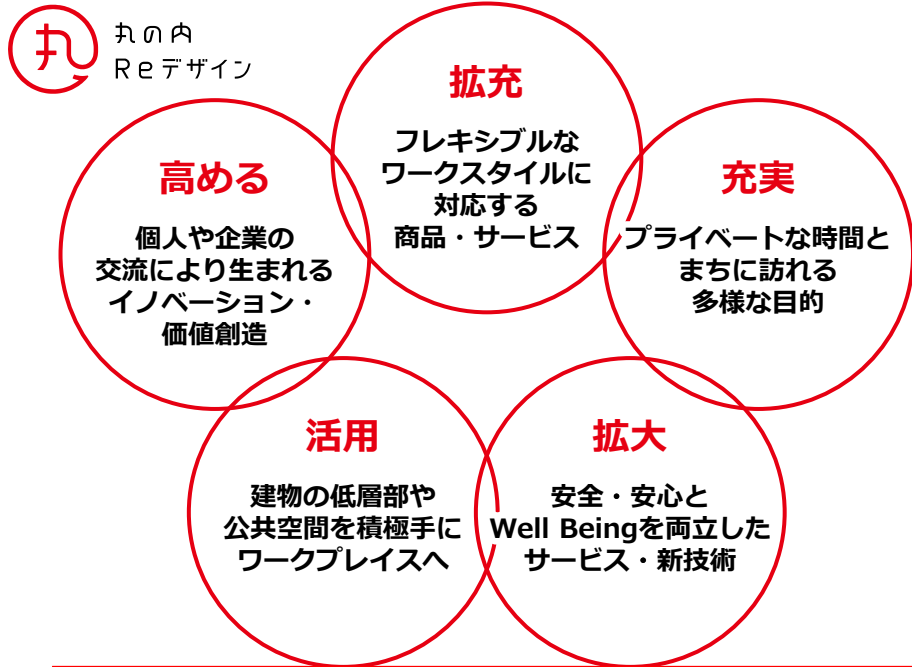 丸
丸の内
Reデザイン
拡充
フレキシブルな
ワークスタイルに
対応する
商品・サービス
高める
個人や企業の
交流により生まれる
イノベーション・
価値創造
充実
プライベートな時間と
まちに訪れる
多様な目的
活用
建物の低層部や
公共空間を積極手に
ワークプレイスへ
拡大
安全・安心と
Well Beingを両立した
サービス・新技術